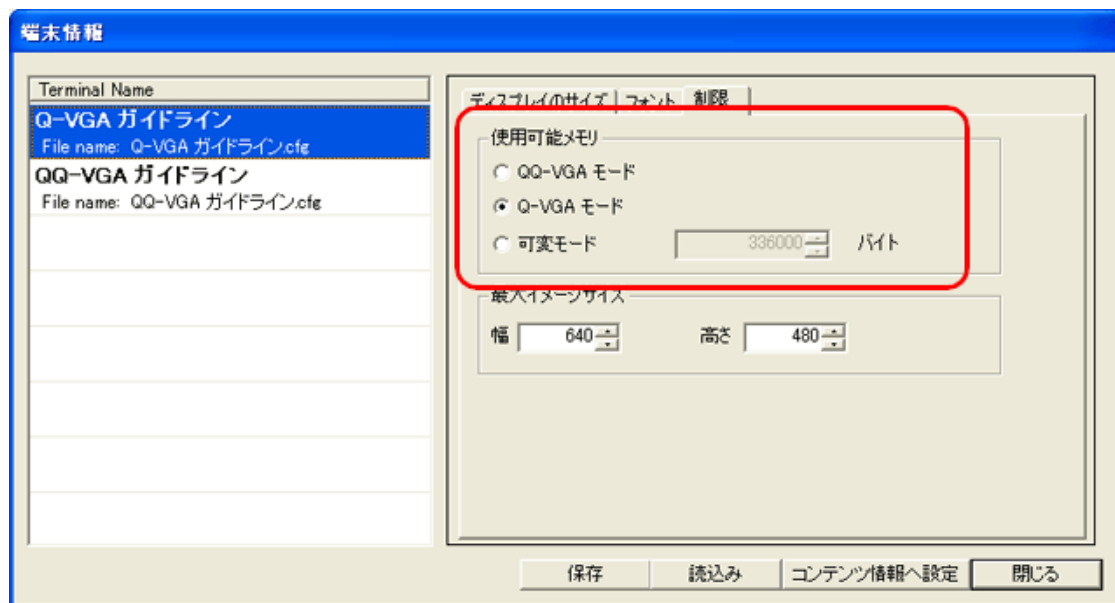 端末情報
Terminal Name
Q-VGA ガイドライン
File name: Q-VGA ガイドライン.cfg
QQ-VGA ガイドライン
File name: QQ-VGA ガイドライン.cfg
ディスプレイのサイズ フォント 制限
使用可能メモリ
QQ-VGA モード
Q-VGA モード
可変モード 336000 バイト
最大イメージサイズ
幅 640 高さ 480
保存 読込み コンテンツ情報へ設定 閉じる